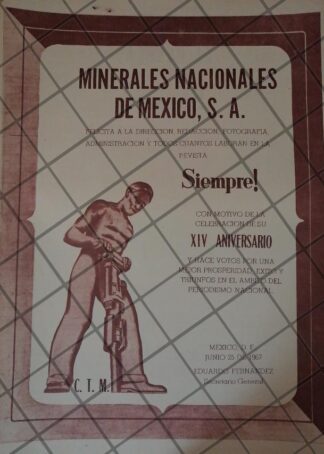 MINERALES NACIONALES
DE MEXICO, S. A.
FELICITA A LA DIRECCION, REDACCION, FOTOGRAFIA,
ADMINISTRACION Y TODOS CUANTOS LABORAN EN LA
REVISTA
Siempre!
CON MOTIVO DE LA
CELEBRACION DE SU
XIV ANIVERSARIO
Y HACE VOTOS POR UNA
MEJOR PROSPERIDAD, EXITO Y
TRIUNFOS EN EL AMBITO DEL
PERIODISMO NACIONAL.
MEXICO, D. F.
JUNIO 25 DE 1967
EDUARDO FERNANDEZ
Secretario General
C. T. M.